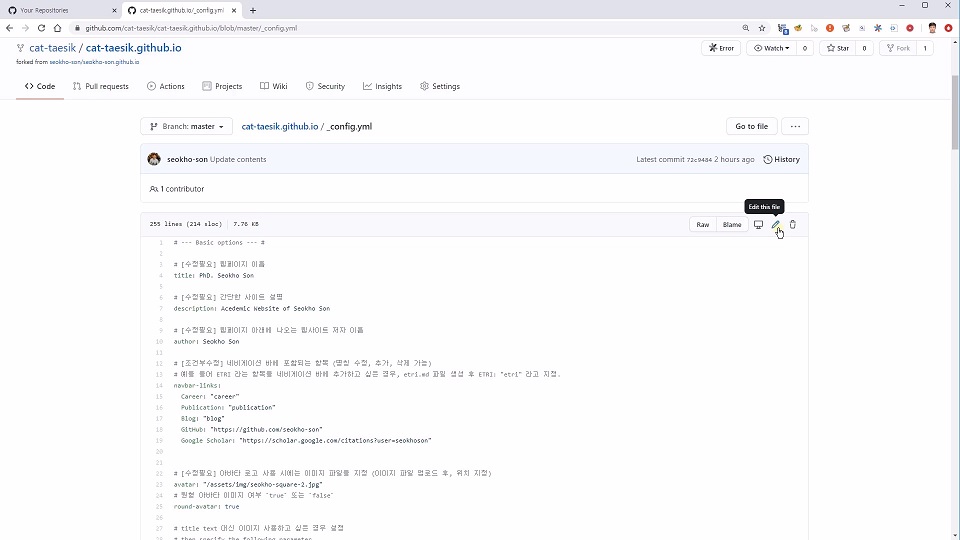 Your Repositories
cat-taesik.github.io/_config.yml
github.com/cat-taesik/cat-taesik.github.io/blob/master/_config.yml
cat-taesik / cat-taesik.github.io
forked from seokho-son/seokho-son.github.io
Error
Watch
0
Star
0
Fork
1
Code
Pull requests
Actions
Projects
Wiki
Security
Insights
Settings
Branch: master
cat-taesik.github.io / _config.yml
Go to file
...
seokho-son Update contents
Latest commit 72c9484 2 hours ago
History
1 contributor
Edit this file
255 lines (214 sloc) 7.76 KB
Raw
Blame
1 # --- Basic options --- #
2
3 # [수정필요] 웹페이지 이름
4 title: PhD. Seokho Son
5
6 # [수정필요] 간단한 사이트 설명
7 description: Acedemic Website of Seokho Son
8
9 # [수정필요] 웹페이지 아래에 나오는 웹사이트 저자 이름
10 author: Seokho Son
11
12 # [조건부수정] 네비게이션 바에 포함되는 항목 (명칭 수정, 추가, 삭제 가능)
13 # 예를 들어 ETRI 라는 항목을 네비게이션 바에 추가하고 싶은 경우, etri.md 파일 생성 후 ETRI: "etri" 라고 지정.
14 navbar-links:
15 Career: "career"
16 Publication: "publication"
17 Blog: "blog"
18 GitHub: "https://github.com/seokho-son"
19 Google Scholar: "https://scholar.google.com/citations?user=seokhoson"
20
21
22 # [수정필요] 아바타 로고 사용 시에는 이미지 파일을 지정 (이미지 파일 업로드 후, 위치 지정)
23 avatar: "/assets/img/seokho-square-2.jpg"
24 # 원형 아바타 이미지 여부 "true" 또는 "false"
25 round-avatar: true
26
27 # title text 대신 이미지 사용하고 싶은 경우 설정
28 # then specify the following parameter